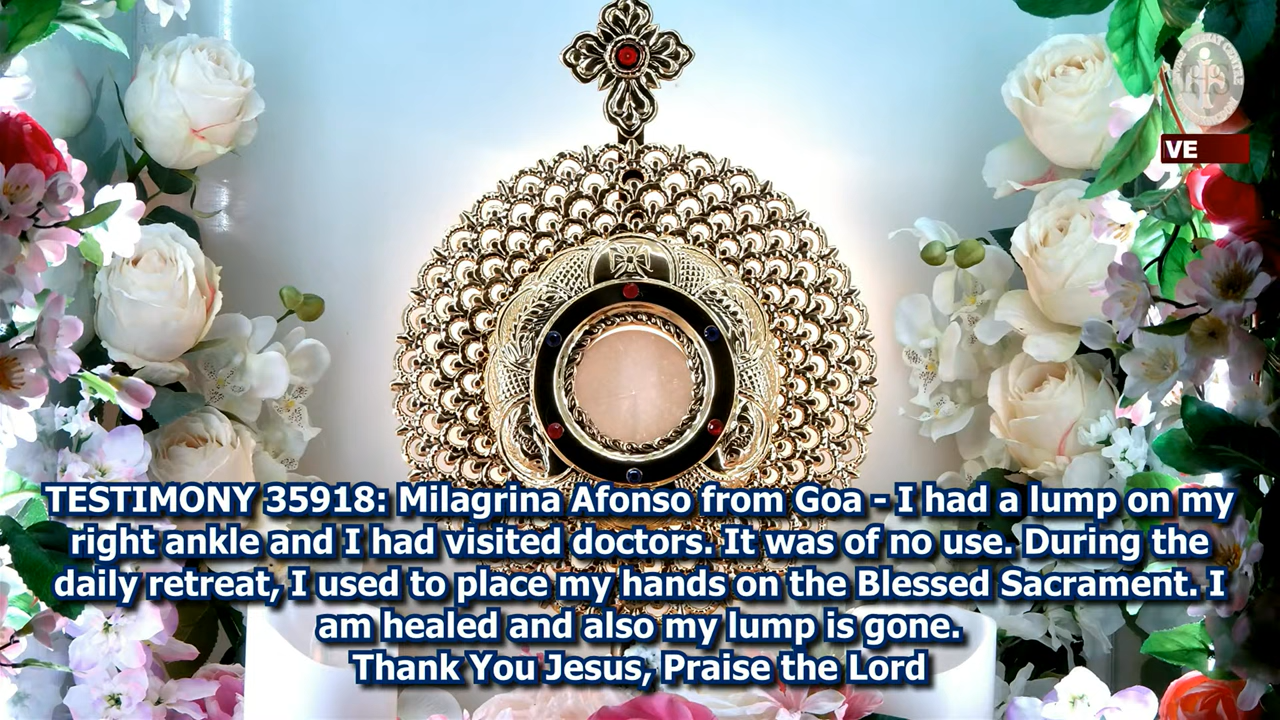 IHS
VE
TESTIMONY 35918: Milagrina Afonso from Goa - I had a lump on my
right ankle and I had visited doctors. It was of no use. During the
daily retreat, I used to place my hands on the Blessed Sacrament. I
am healed and also my lump is gone.
Thank You Jesus, Praise the Lord